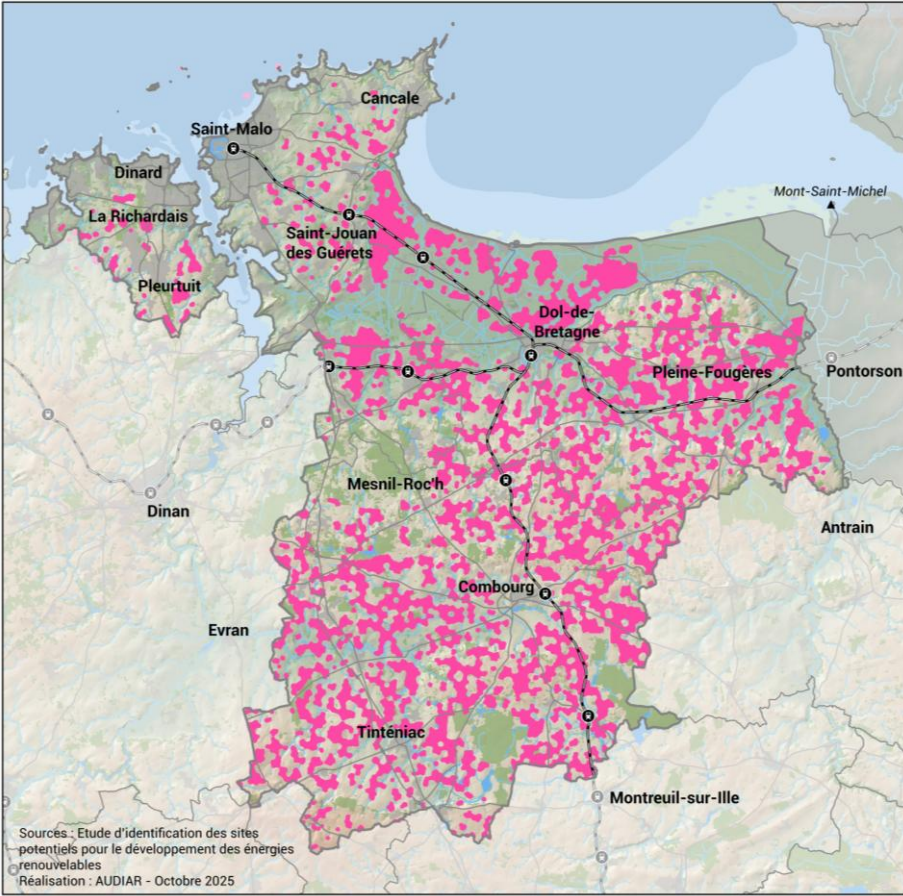 Cancale
Saint-Malo
Dinard
Mont-Saint-Michel
La Richardais
Saint-Jouan
des Guérets
Pleurtuit
Dol-de-
Bretagne
Pleine-Fougères
Pontorson
Mesnil-Roc'h
Dinan
Antrain
Combourg
Evran
Tinténiac
Montreuil-sur-Ille
Sources : Etude d'identification des sites
potentiels pour le développement des énergies
renouvelables
Réalisation : AUDIAR - Octobre 2025